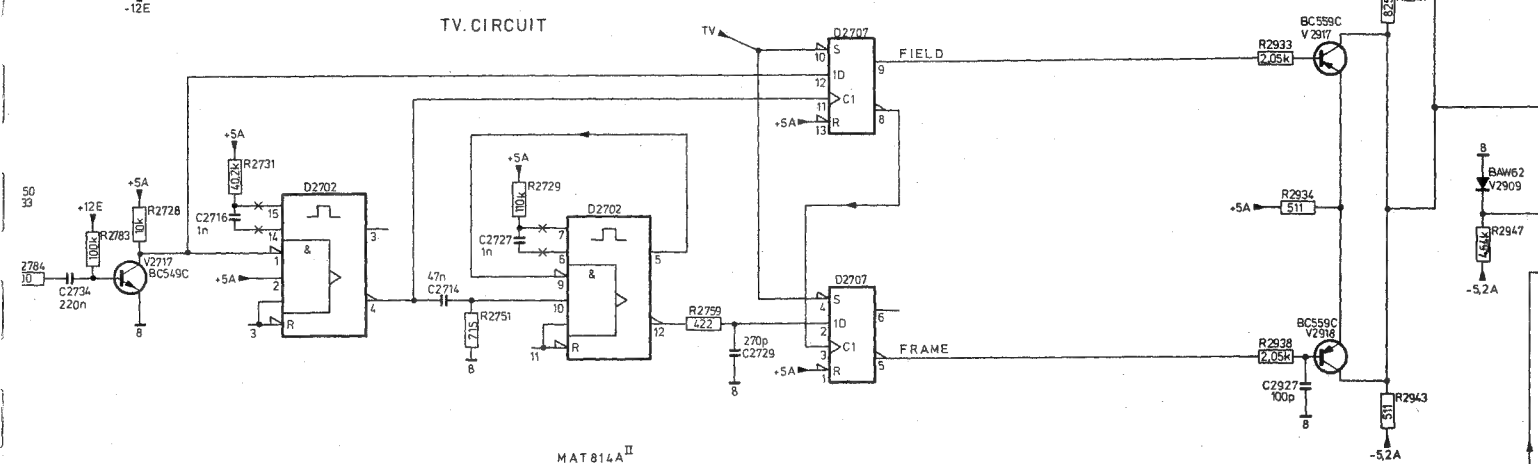 -12E
TV. CIRCUIT
TV
D2707
S
10
1D
12
C1
11
R
13
+5A
9
8
FIELD
R2933
2,05k
BC559C
V2917
825
+5A
R2731
40,2k
C2716
1n
+5A
R2728
10k
+12E
R2783
100k
50
33
2784
00
C2734
220n
V2717
BC549C
8
D2702
15
14
&
1
+5A
2
R
3
3
4
+5A
R2729
110k
C2727
1n
D2702
7
6
&
9
10
R
11
5
12
47n
C2714
R2751
715
8
R2759
422
270p
C2729
8
D2707
S
4
1D
2
C1
3
R
1
+5A
6
5
FRAME
R2938
2,05k
BC559C
V2918
C2927
100p
8
+5A
R2934
511
R2943
511
-5,2A
8
BAW62
V2909
R2947
4,64k
-5,2A
MAT814A II